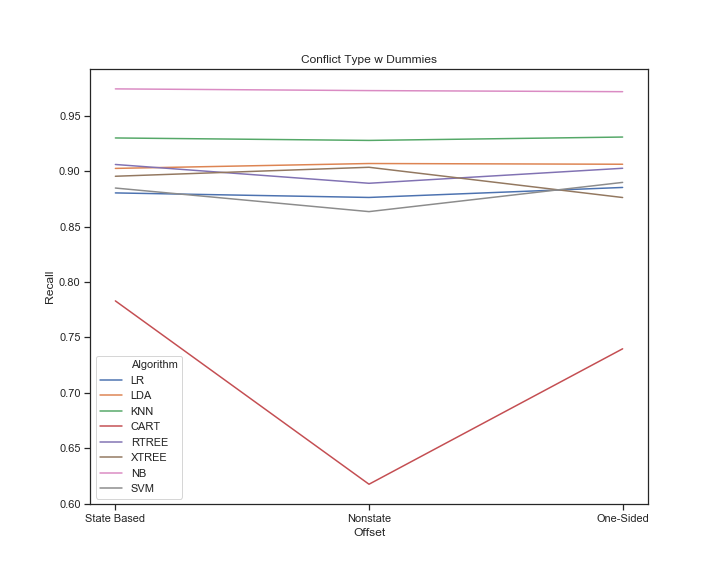 Conflict Type w Dummies
Recall
0.95
0.90
0.85
0.80
0.75
0.70
0.65
0.60
Algorithm
LR
LDA
KNN
CART
RTREE
XTREE
NB
SVM
State Based
Nonstate
One-Sided
Offset